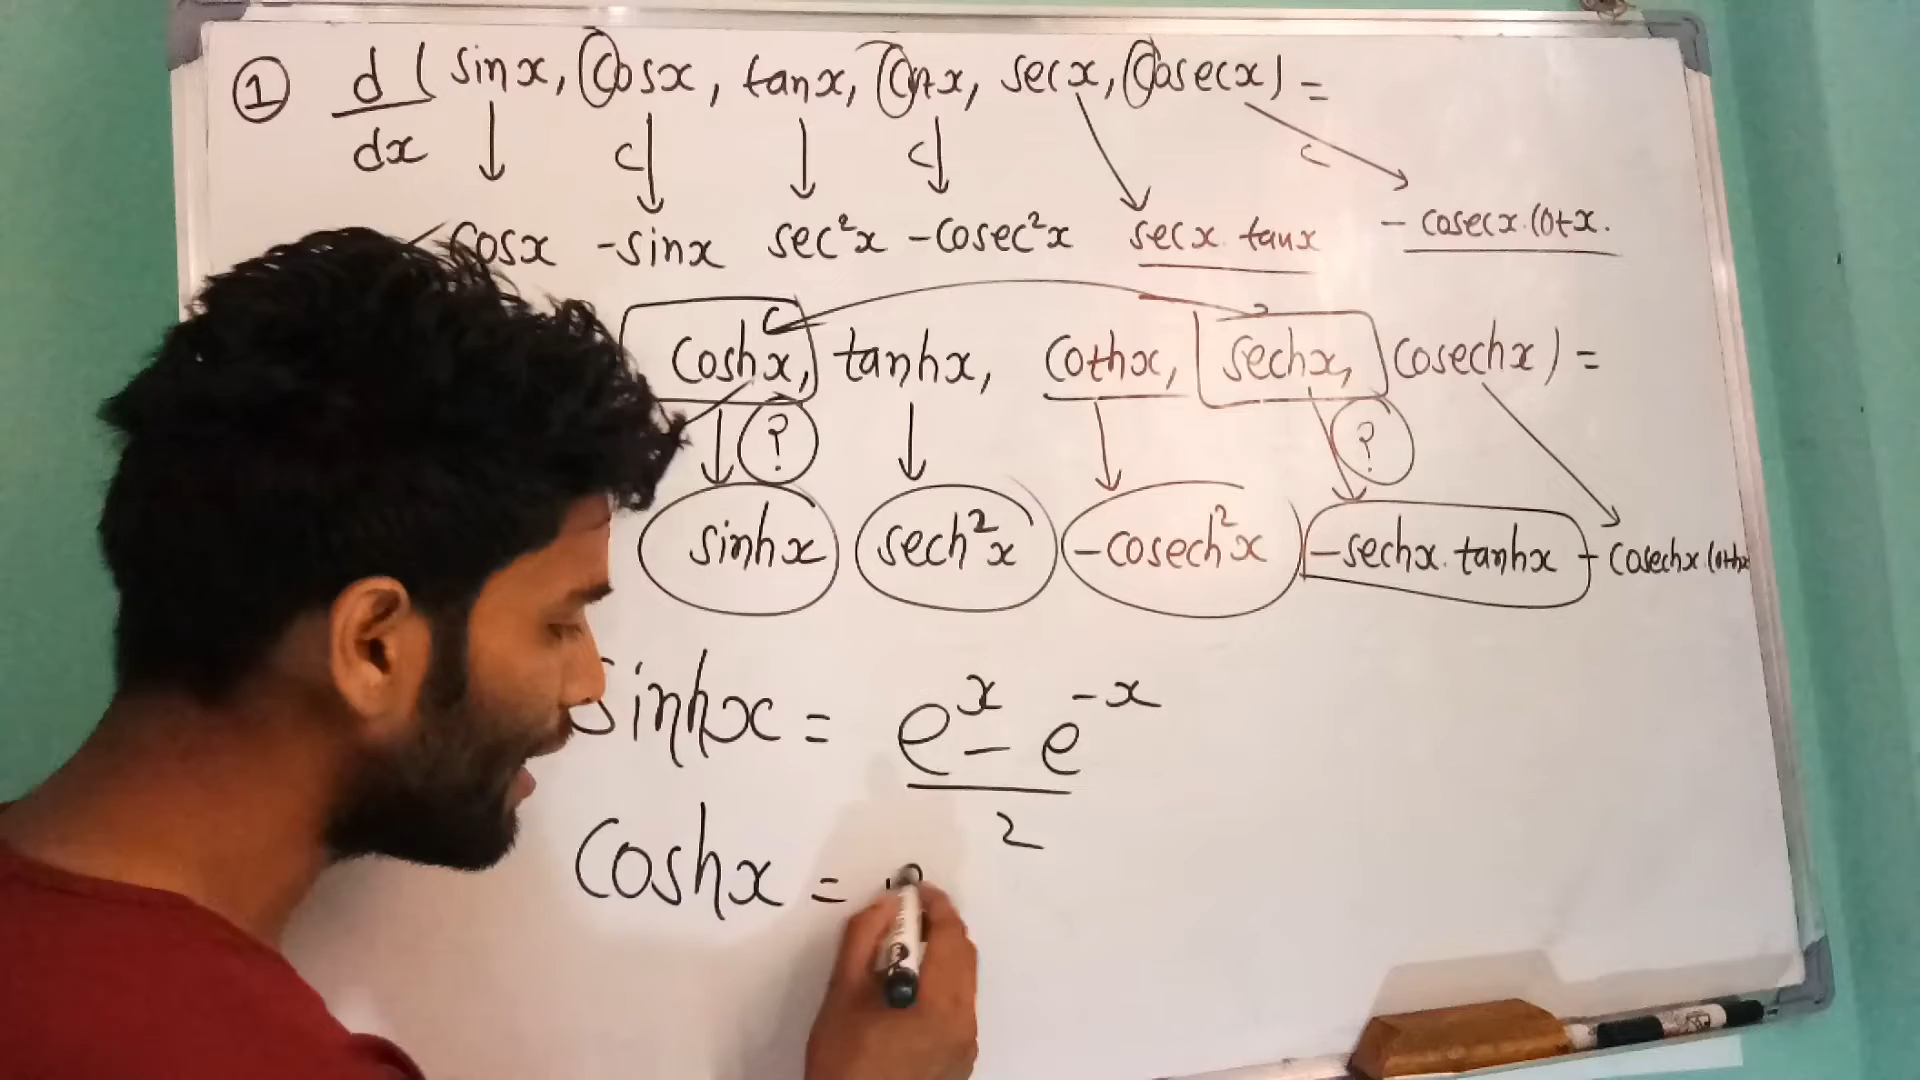 ① d/dx (sinx, cosx, tanx, cotx, secx, cosecx) =
cosx -sinx sec²x -cosec²x secx.tanx - cosecx.cotx.
coshx, tanhx, cothx, sechx, cosechx) =
? ?
sinhx sech²x -cosech²x -sechx.tanhx - cosechx.cothx
sinhx = e^x - e^-x / 2
coshx =